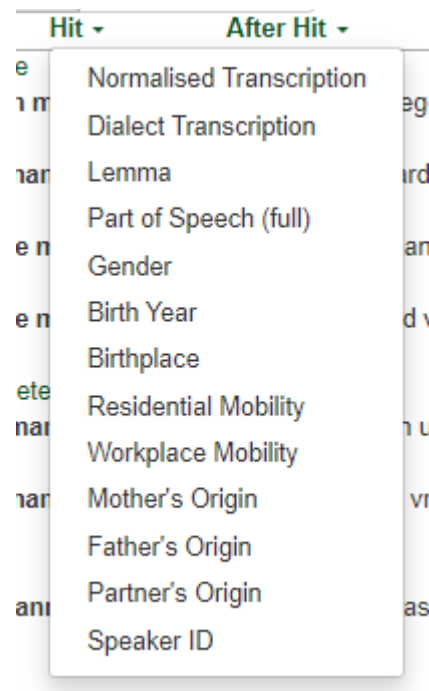 Hit After Hit
Normalised Transcription
Dialect Transcription
Lemma
Part of Speech (full)
Gender
Birth Year
Birthplace
Residential Mobility
Workplace Mobility
Mother's Origin
Father's Origin
Partner's Origin
Speaker ID